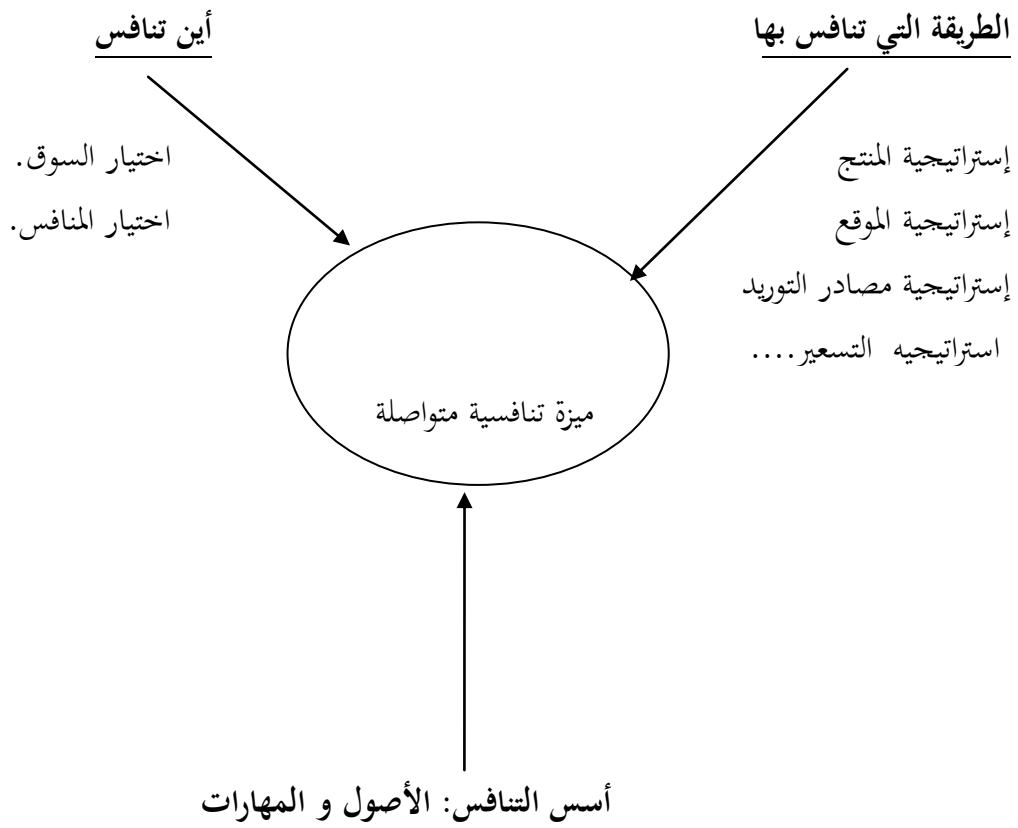 الطريقة التي تنافس بها
أين تنافس
إستراتيجية المنتج
إستراتيجية الموقع
إستراتيجية مصادر التوريد
استراتيجيه التسعير....
اختيار السوق.
اختيار المنافس.
ميزة تنافسية متواصلة
أسس التنافس: الأصول و المهارات